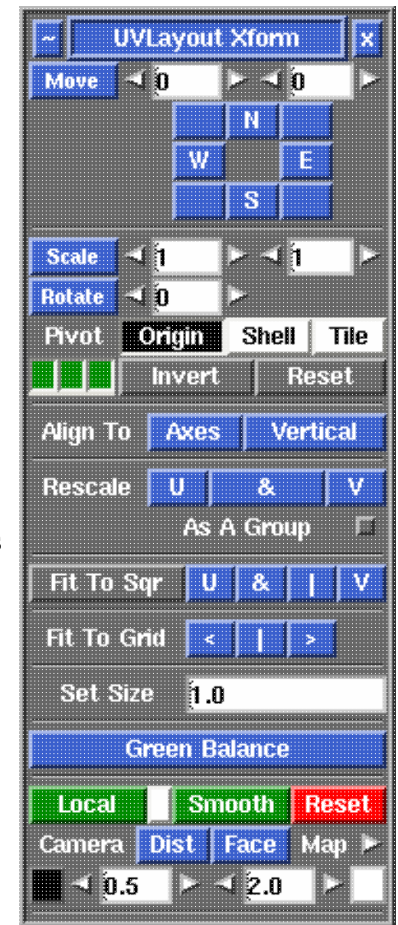 ~ UVLayout Xform x
Move 0 0
N
W E
S
Scale 1 1
Rotate 0
Pivot Origin Shell Tile
Invert Reset
Align To Axes Vertical
Rescale U & V
As A Group
Fit To Sqr U & | V
Fit To Grid < | >
Set Size 1.0
Green Balance
Local Smooth Reset
Camera Dist Face Map
0.5 2.0